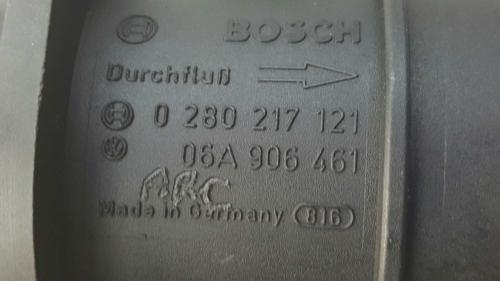 BOSCH
Durchfluß
0 280 217 121
06A 906 461
ARC
Made in Germany 816